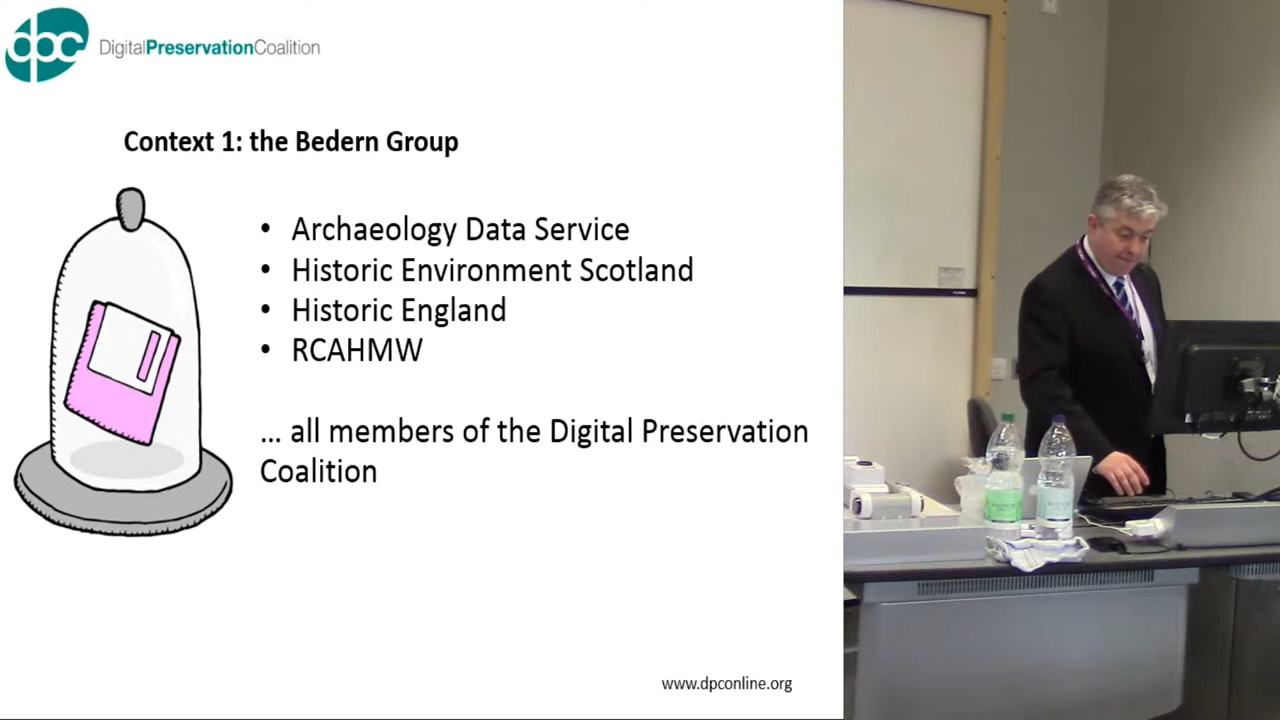 dpc DigitalPreservationCoalition
Context 1: the Bedern Group
• Archaeology Data Service
• Historic Environment Scotland
• Historic England
• RCAHMW
... all members of the Digital Preservation
Coalition
www.dpconline.org